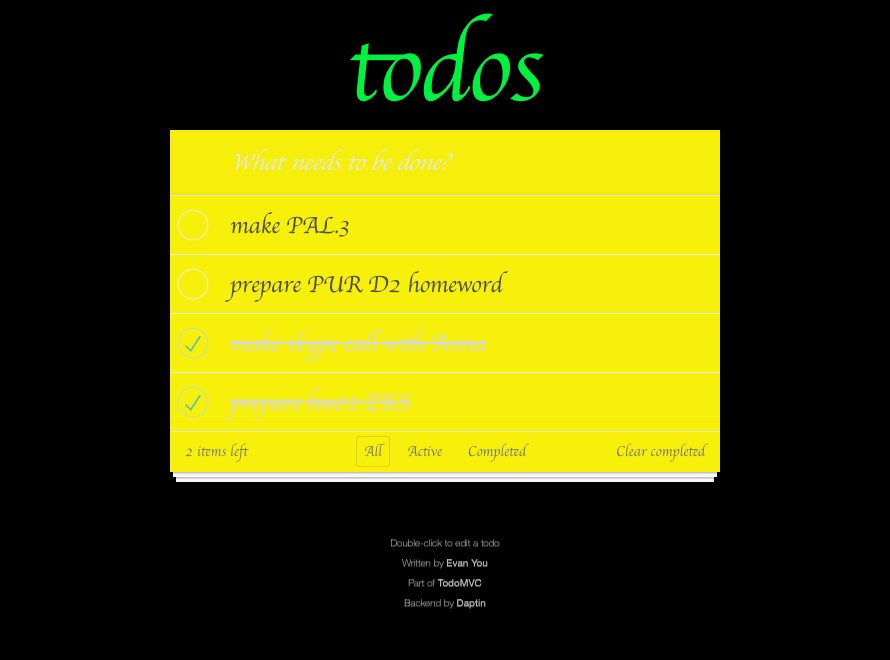 todos
What needs to be done?
make PAL.3
prepare PUR D2 homeword
make skype call with Anna
prepare hw02 ZKS
2 items left All Active Completed Clear completed
Double-click to edit a todo
Written by Evan You
Part of TodoMVC
Backend by Daptin